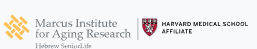 Marcus Institute
for Aging Research
Hebrew SeniorLife
HARVARD MEDICAL SCHOOL
AFFILIATE